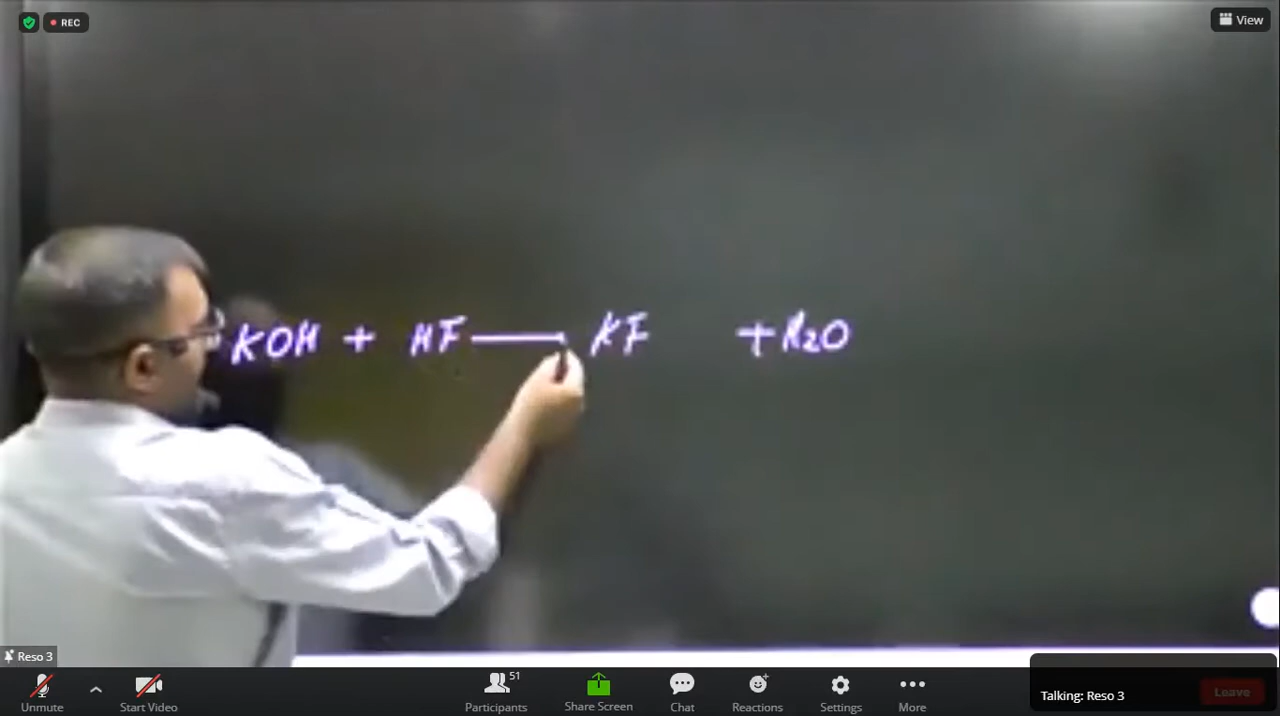 REC
View
KOH + HF — KF + H2O
Reso 3
Unmute
Start Video
Participants
51
Share Screen
Chat
Reactions
Settings
More
Talking: Reso 3
Leave